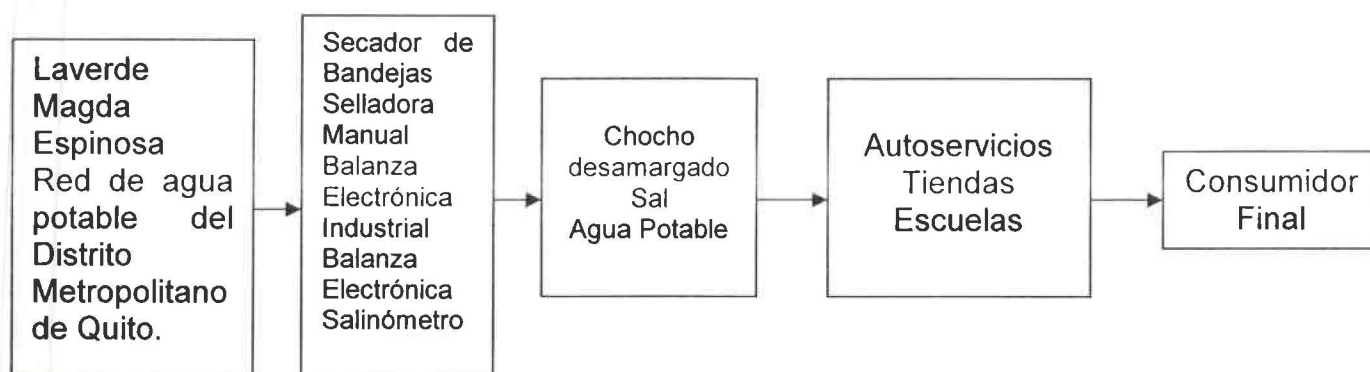 Laverde
Magda
Espinosa
Red de agua
potable del
Distrito
Metropolitano
de Quito.
Secador de
Bandejas
Selladora
Manual
Balanza
Electrónica
Industrial
Balanza
Electrónica
Salinómetro
Chocho
desamargado
Sal
Agua Potable
Autoservicios
Tiendas
Escuelas
Consumidor
Final